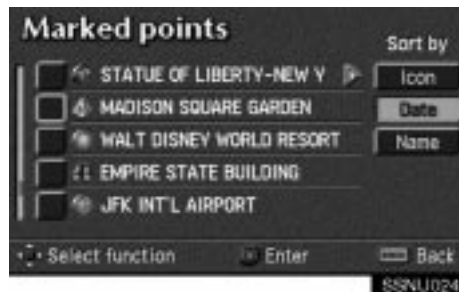 Marked points
Sort by
STATUE OF LIBERTY-NEW Y
Icon
MADISON SQUARE GARDEN
Date
WALT DISNEY WORLD RESORT
Name
EMPIRE STATE BUILDING
JFK INT'L AIRPORT
Select function Enter Back
SSNU024